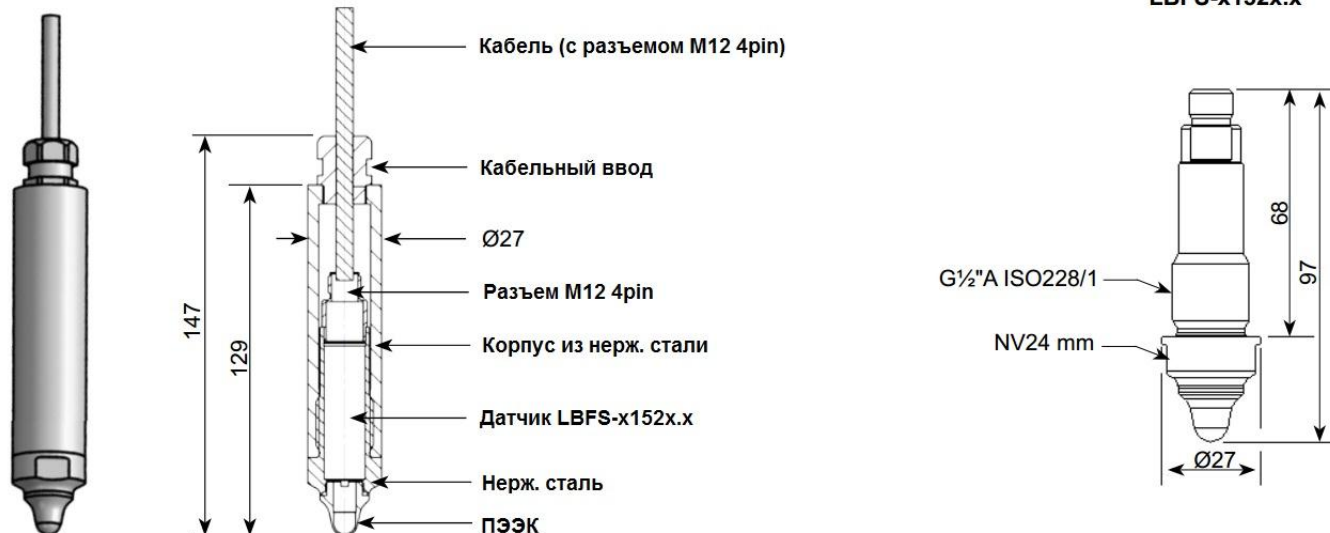 LBFS-x152x.x
Кабель (с разъемом M12 4pin)
Кабельный ввод
Ø27
Разъем M12 4pin
147
129
Корпус из нерж. стали
Датчик LBFS-x152x.x
Нерж. сталь
ПЭЭК
68
97
G½"A ISO228/1
NV24 mm
Ø27